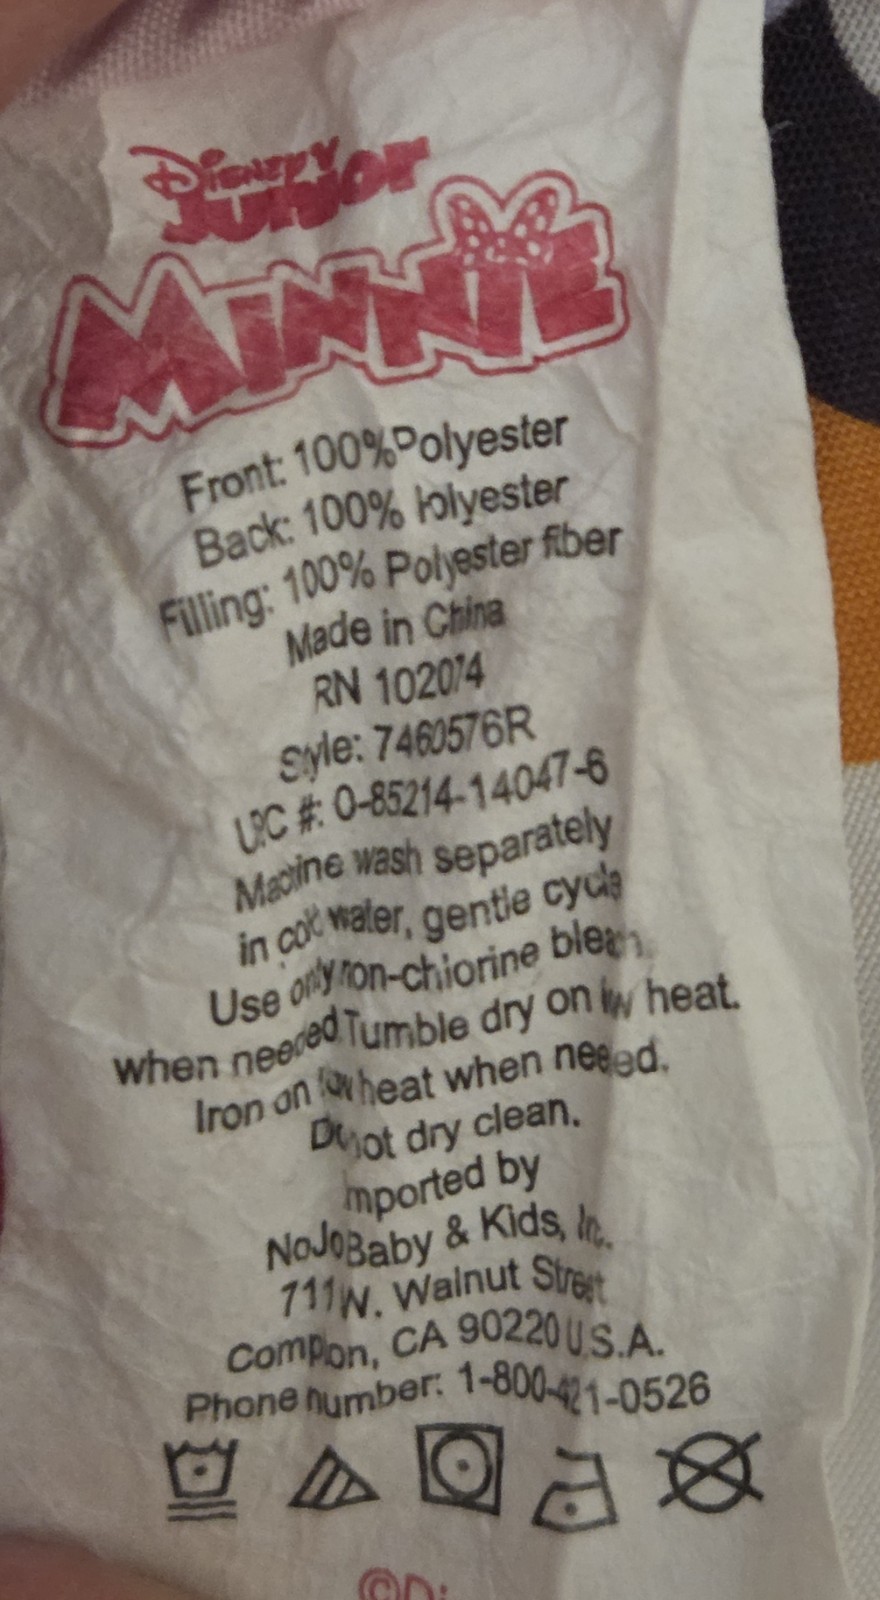 Disney
Junior
Minnie
Front: 100% Polyester
Back: 100% Polyester
Filling: 100% Polyester fiber
Made in China
RN 102074
Style: 7460576R
UPC #: 0-85214-14047-6
Machine wash separately
in cold water, gentle cycle
Use only non-chlorine bleach
when needed. Tumble dry on low heat.
Iron on low heat when needed.
Do not dry clean.
Imported by
NoJo Baby & Kids, Inc.
711 W. Walnut Street
Compton, CA 90220 U.S.A.
Phone number: 1-800-421-0526
©Di